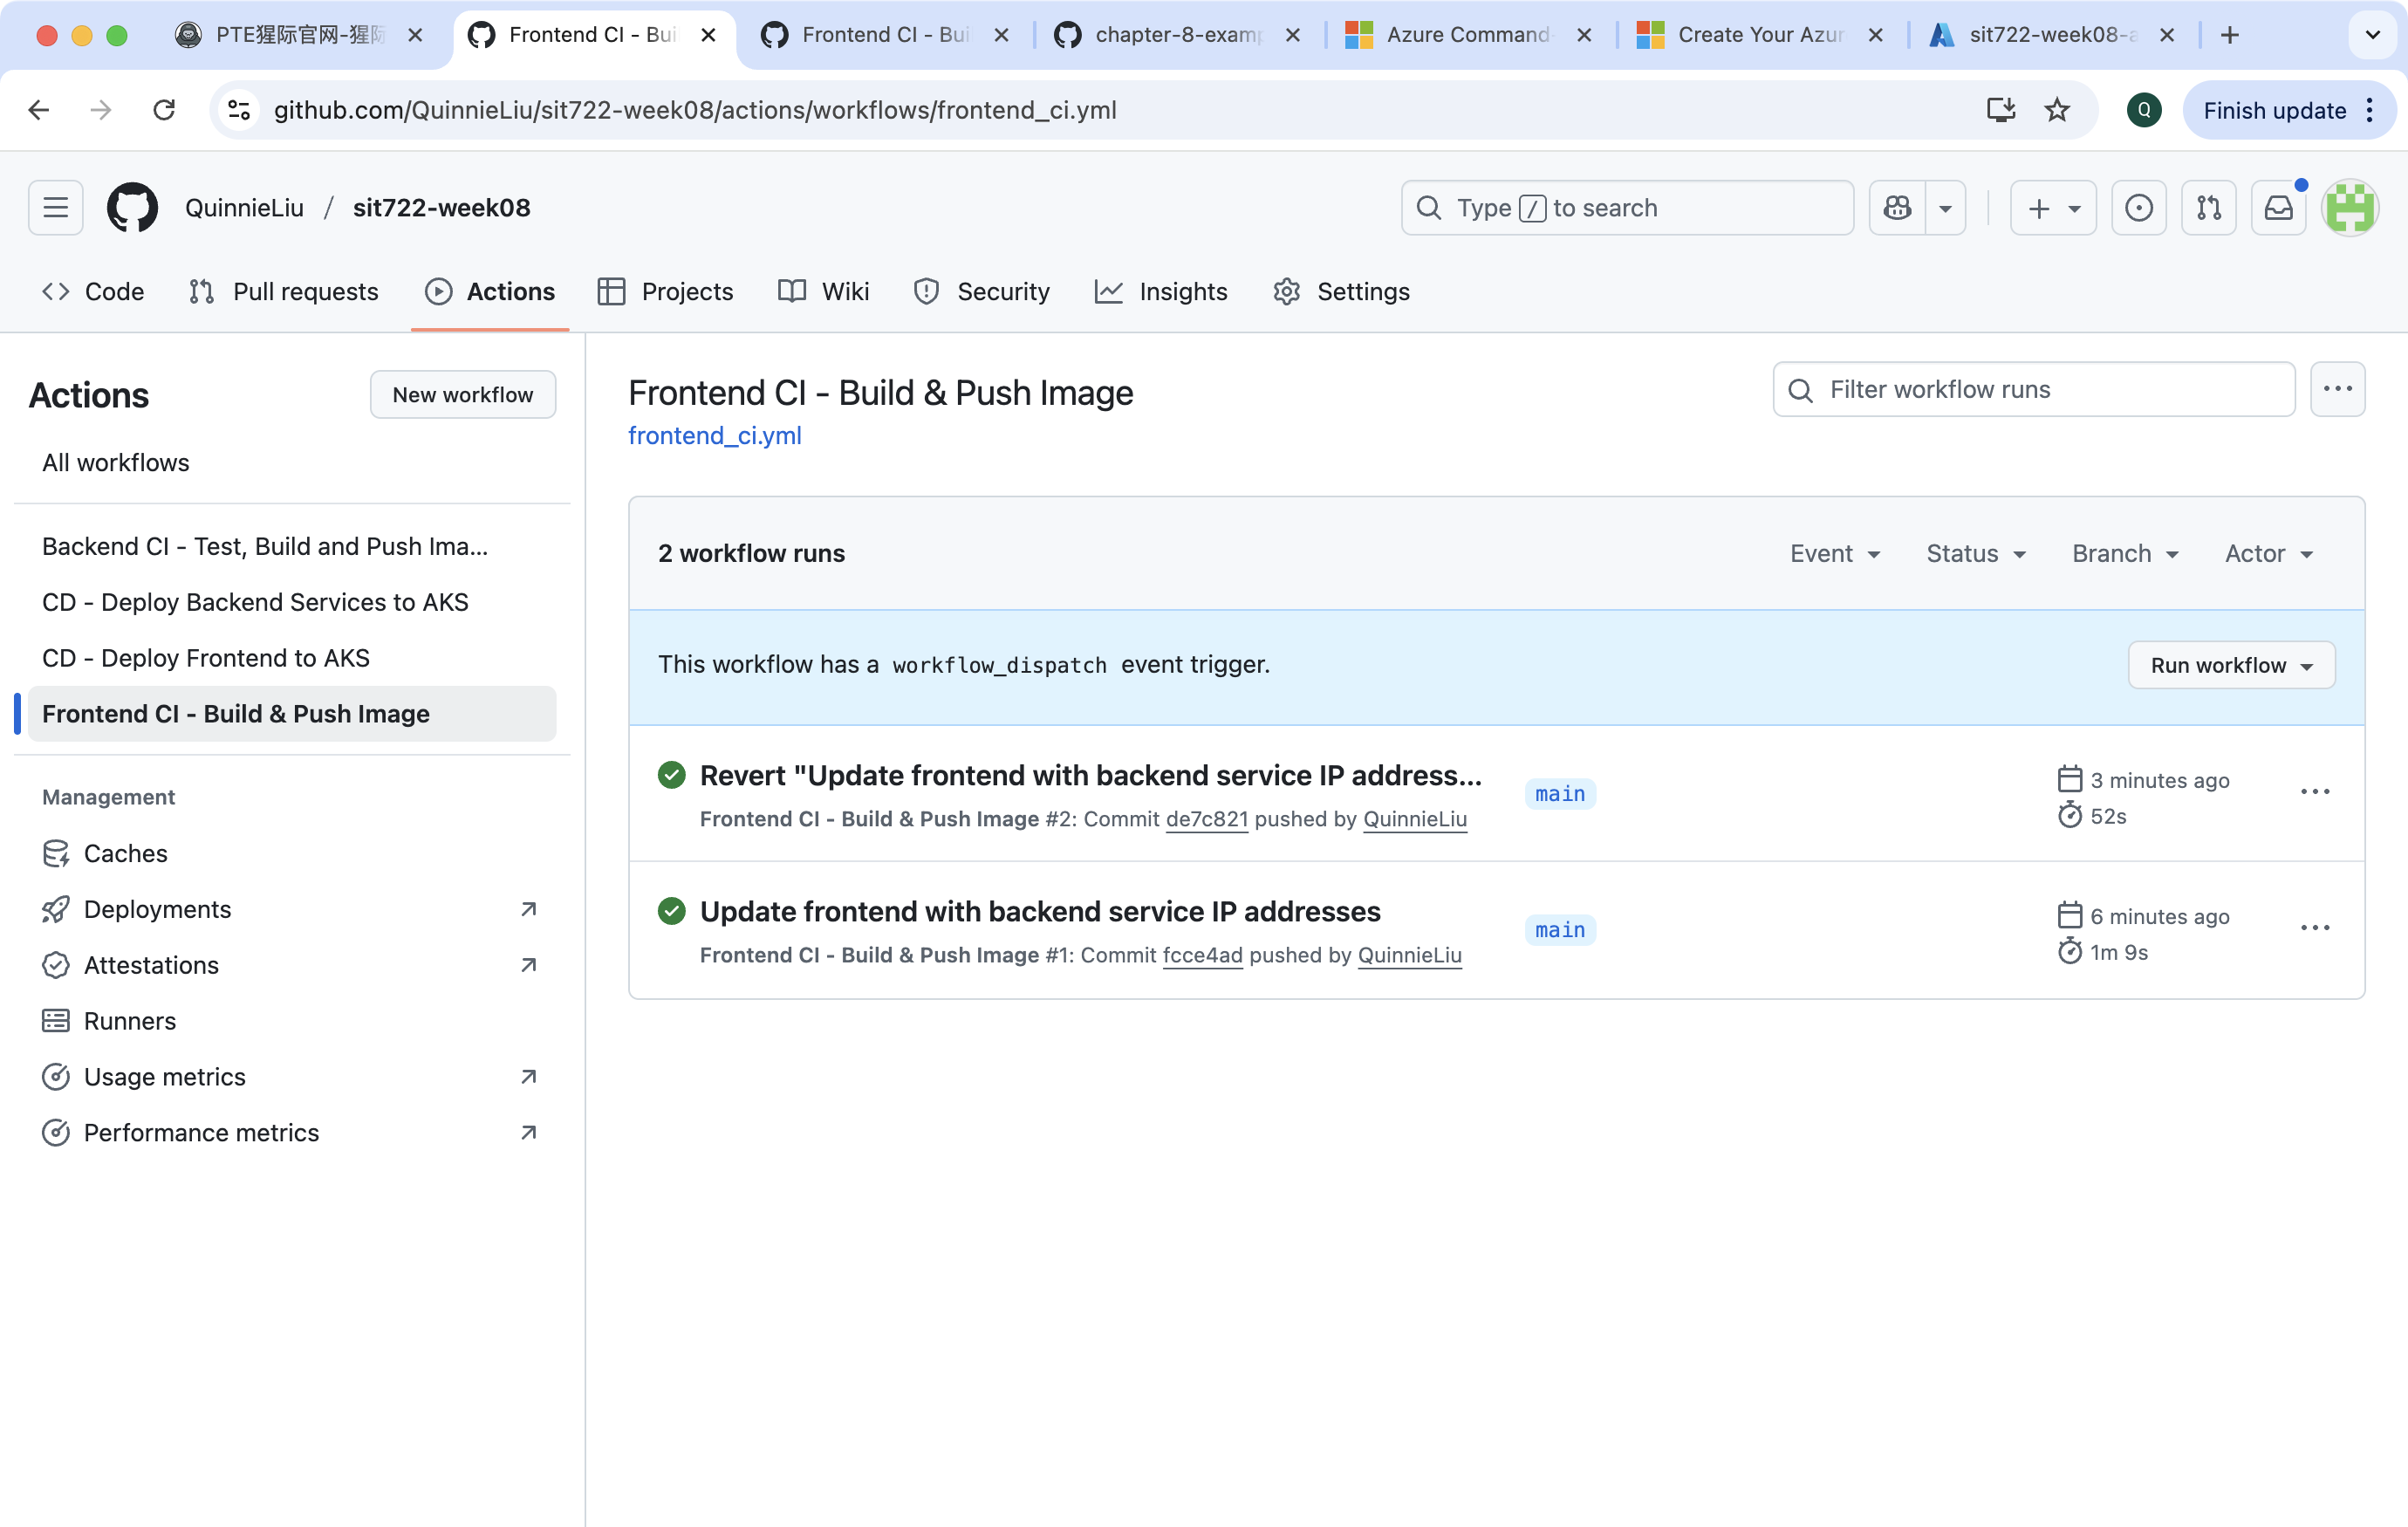 PTE猩际官网-猩际
Frontend CI - Bui
Frontend CI - Bui
chapter-8-examp
Azure Command-
Create Your Azur
sit722-week08-a
github.com/QuinnieLiu/sit722-week08/actions/workflows/frontend_ci.yml
Q
Finish update
QuinnieLiu / sit722-week08
Type / to search
Code
Pull requests
Actions
Projects
Wiki
Security
Insights
Settings
Actions
New workflow
All workflows
Backend CI - Test, Build and Push Ima...
CD - Deploy Backend Services to AKS
CD - Deploy Frontend to AKS
Frontend CI - Build & Push Image
Management
Caches
Deployments
Attestations
Runners
Usage metrics
Performance metrics
Frontend CI - Build & Push Image
frontend_ci.yml
Filter workflow runs
2 workflow runs
Event
Status
Branch
Actor
This workflow has a workflow_dispatch event trigger.
Run workflow
Revert "Update frontend with backend service IP address...
Frontend CI - Build & Push Image #2: Commit de7c821 pushed by QuinnieLiu
main
3 minutes ago
52s
Update frontend with backend service IP addresses
Frontend CI - Build & Push Image #1: Commit fcce4ad pushed by QuinnieLiu
main
6 minutes ago
1m 9s